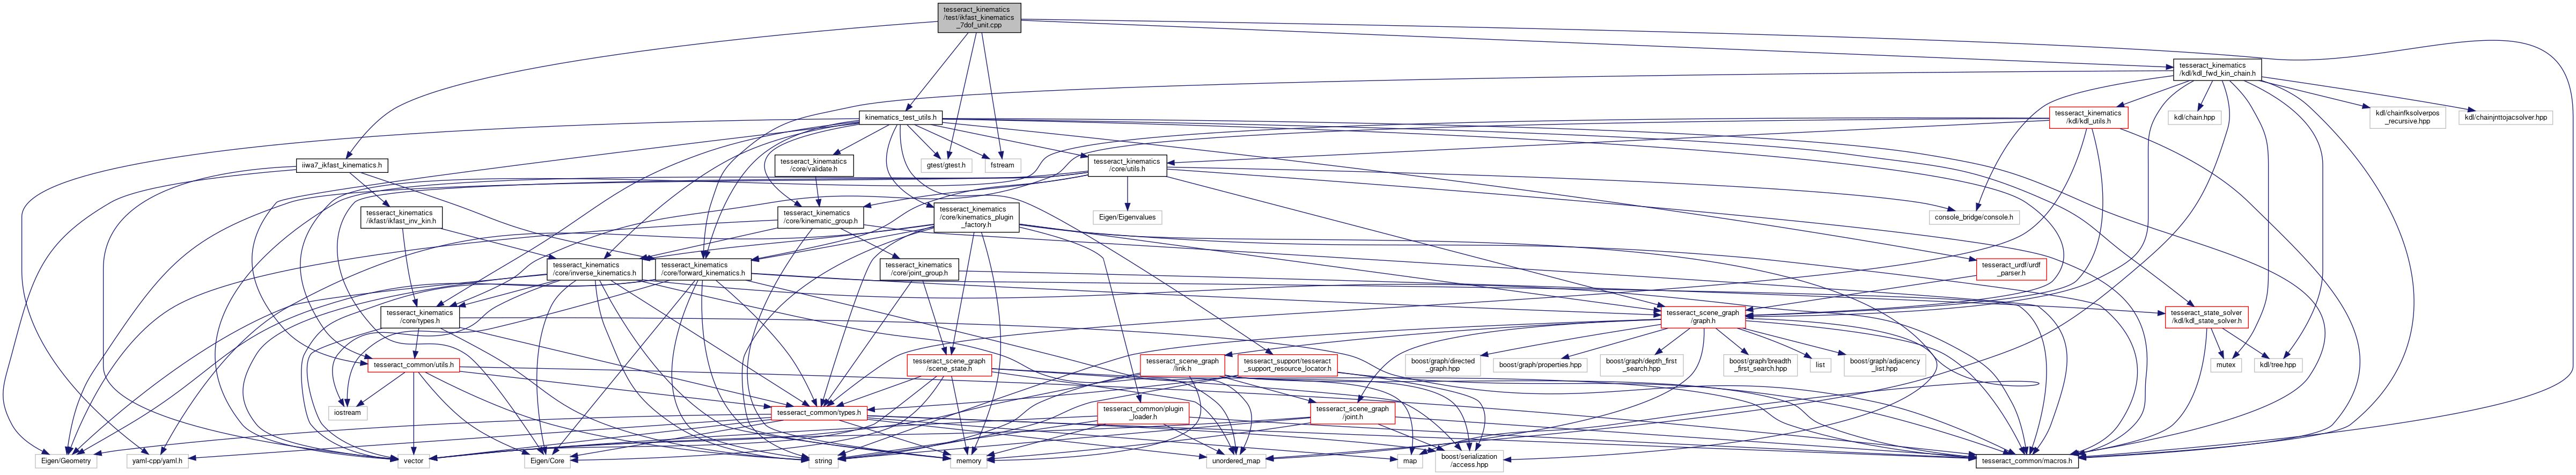 tesseract_kinematics
/test/ikfast_kinematics
_7dof_unit.cpp
tesseract_kinematics
/kdl/kdl_fwd_kin_chain.h
kinematics_test_utils.h
tesseract_kinematics
/kdl/kdl_utils.h
kdl/chain.hpp
kdl/chainfksolverpos
_recursive.hpp
kdl/chainjnttojacsolver.hpp
iiwa7_ikfast_kinematics.h
tesseract_kinematics
/core/validate.h
gtest/gtest.h
fstream
tesseract_kinematics
/core/utils.h
tesseract_kinematics
/ikfast/ikfast_inv_kin.h
tesseract_kinematics
/core/kinematic_group.h
tesseract_kinematics
/core/kinematics_plugin
_factory.h
Eigen/Eigenvalues
console_bridge/console.h
tesseract_kinematics
/core/inverse_kinematics.h
tesseract_kinematics
/core/forward_kinematics.h
tesseract_kinematics
/core/joint_group.h
tesseract_urdf/urdf
_parser.h
tesseract_kinematics
/core/types.h
tesseract_scene_graph
/graph.h
tesseract_state_solver
/kdl/kdl_state_solver.h
tesseract_common/utils.h
tesseract_scene_graph
/scene_state.h
tesseract_scene_graph
/link.h
tesseract_support/tesseract
_support_resource_locator.h
boost/graph/directed
_graph.hpp
boost/graph/properties.hpp
boost/graph/depth_first
_search.hpp
boost/graph/breadth
_first_search.hpp
list
boost/graph/adjacency
_list.hpp
mutex
kdl/tree.hpp
iostream
tesseract_common/types.h
tesseract_common/plugin
_loader.h
tesseract_scene_graph
/joint.h
Eigen/Geometry
yaml-cpp/yaml.h
vector
Eigen/Core
string
memory
unordered_map
map
boost/serialization
/access.hpp
tesseract_common/macros.h